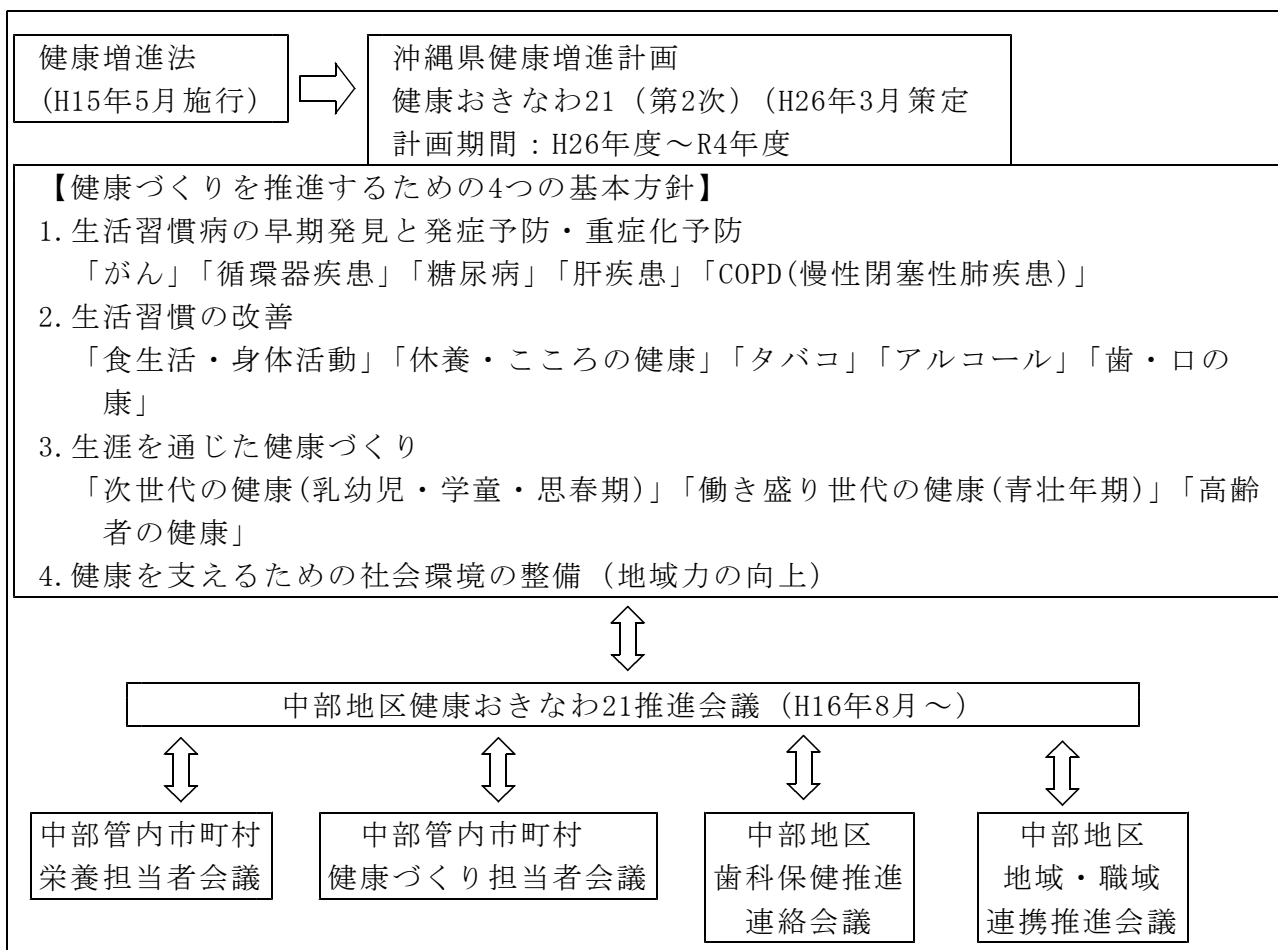 健康増進法
(H15年5月施行)
沖縄県健康増進計画
健康おきなわ21（第2次）(H26年3月策定
計画期間：H26年度～R4年度
【健康づくりを推進するための4つの基本方針】
1.生活習慣病の早期発見と発症予防・重症化予防
「がん」「循環器疾患」「糖尿病」「肝疾患」「COPD(慢性閉塞性肺疾患)」
2.生活習慣の改善
「食生活・身体活動」「休養・こころの健康」「タバコ」「アルコール」「歯・口の
康」
3.生涯を通じた健康づくり
「次世代の健康(乳幼児・学童・思春期)」「働き盛り世代の健康(青壮年期)」「高齢
者の健康」
4.健康を支えるための社会環境の整備（地域力の向上）
中部地区健康おきなわ21推進会議（H16年8月～）
中部管内市町村
栄養担当者会議
中部管内市町村
健康づくり担当者会議
中部地区
歯科保健推進
連絡会議
中部地区
地域・職域
連携推進会議